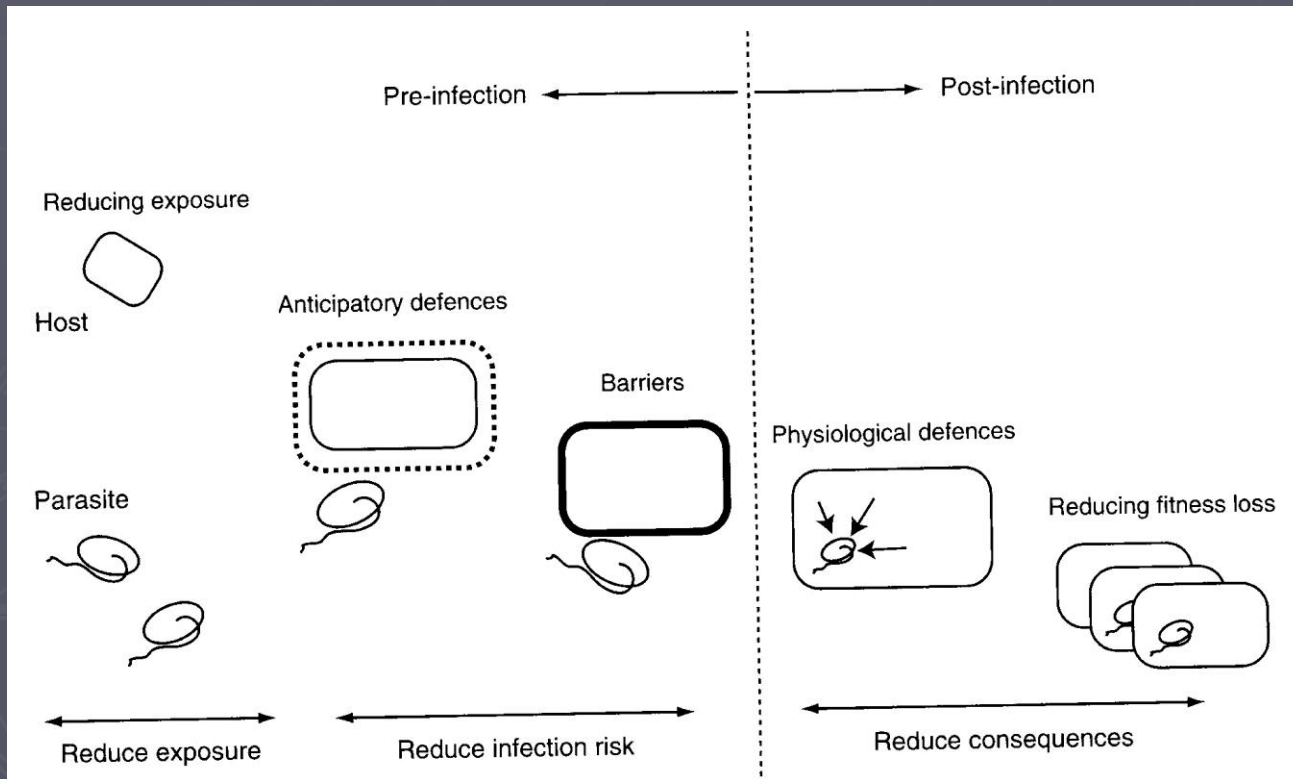 Pre-infection
Post-infection
Reducing exposure
Host
Anticipatory defences
Barriers
Physiological defences
Parasite
Reducing fitness loss
Reduce exposure
Reduce infection risk
Reduce consequences